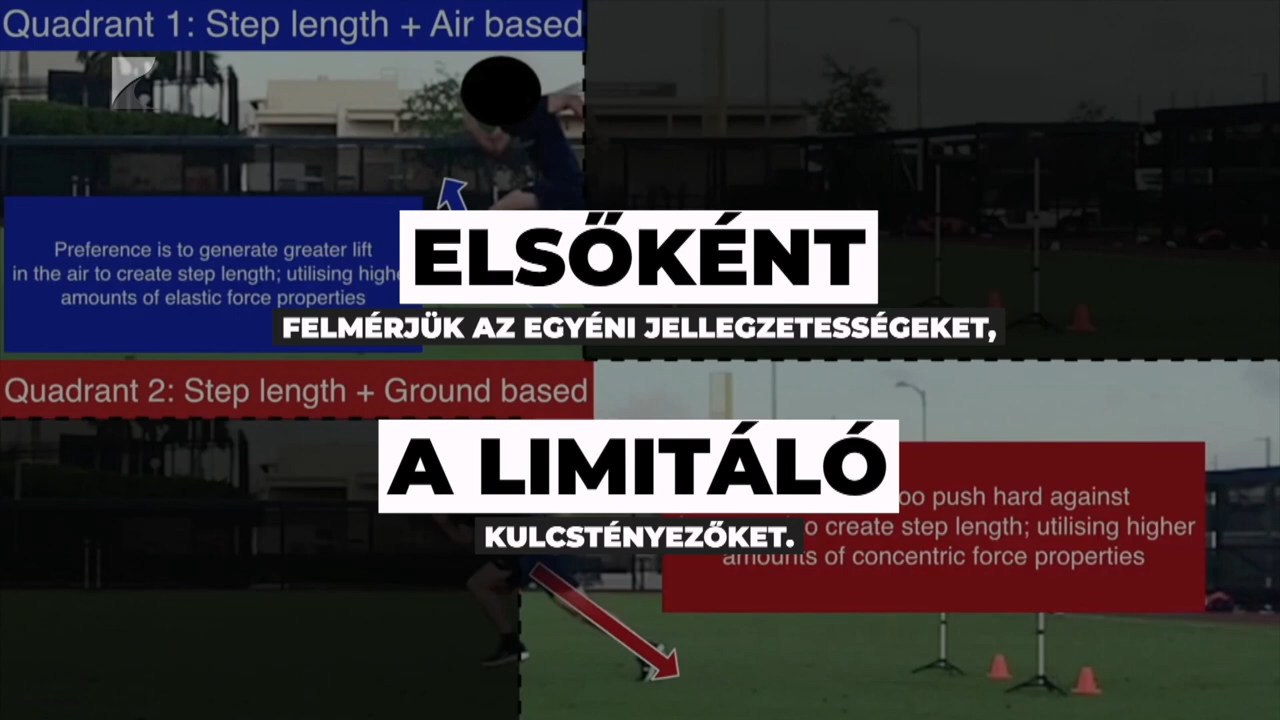 Quadrant 1: Step length + Air based
Preference is to generate greater lift
in the air to create step length; utilising
amounts of elastic force properties
ELSŐKÉNT
FELMÉRJÜK AZ EGYÉNI JELLEGZETESSÉGEKET,
Quadrant 2: Step length + Ground based
A LIMITÁLÓ
KULCSTÉNYEZŐKET.
push hard against
create step length; utilising higher
amounts of concentric force properties